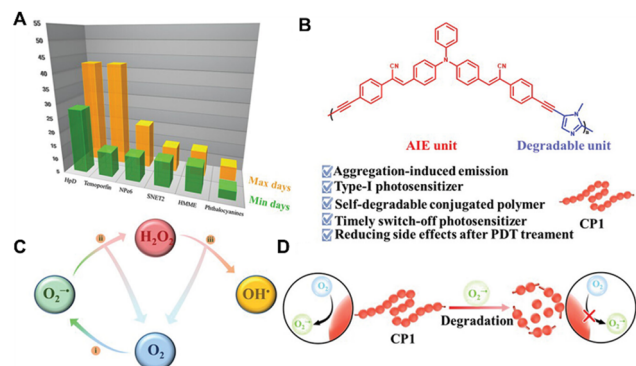 A
55
50
45
40
35
30
25
20
15
10
5
HpD
Temoporfin
NPe6
SNET2
HMME
Phthalocyanines
Max days
Min days
B
N
CN
CN
N
N
n
AIE unit
Degradable unit
Aggregation-induced emission
Type-I photosensitizer
Self-degradable conjugated polymer
Timely switch-off photosensitizer
Reducing side effects after PDT treament
CP1
C
ii
H₂O₂
iii
O₂⁻•
OH•
i
O₂
D
O₂
O₂⁻•
CP1
O₂⁻•
Degradation
O₂
O₂⁻•